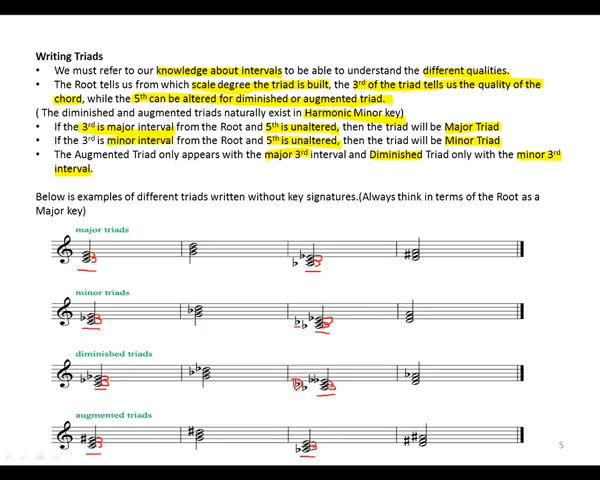 Writing Triads
• We must refer to our knowledge about intervals to be able to understand the different qualities.
• The Root tells us from which scale degree the triad is built, the 3rd of the triad tells us the quality of the
chord, while the 5th can be altered for diminished or augmented triad.
( The diminished and augmented triads naturally exist in Harmonic Minor key)
• If the 3rd is major interval from the Root and 5th is unaltered, then the triad will be Major Triad
• If the 3rd is minor interval from the Root and 5th is unaltered, then the triad will be Minor Triad
• The Augmented Triad only appears with the major 3rd interval and Diminished Triad only with the minor 3rd
interval.
Below is examples of different triads written without key signatures.(Always think in terms of the Root as a
Major key)
major triads
minor triads
diminished triads
augmented triads
5